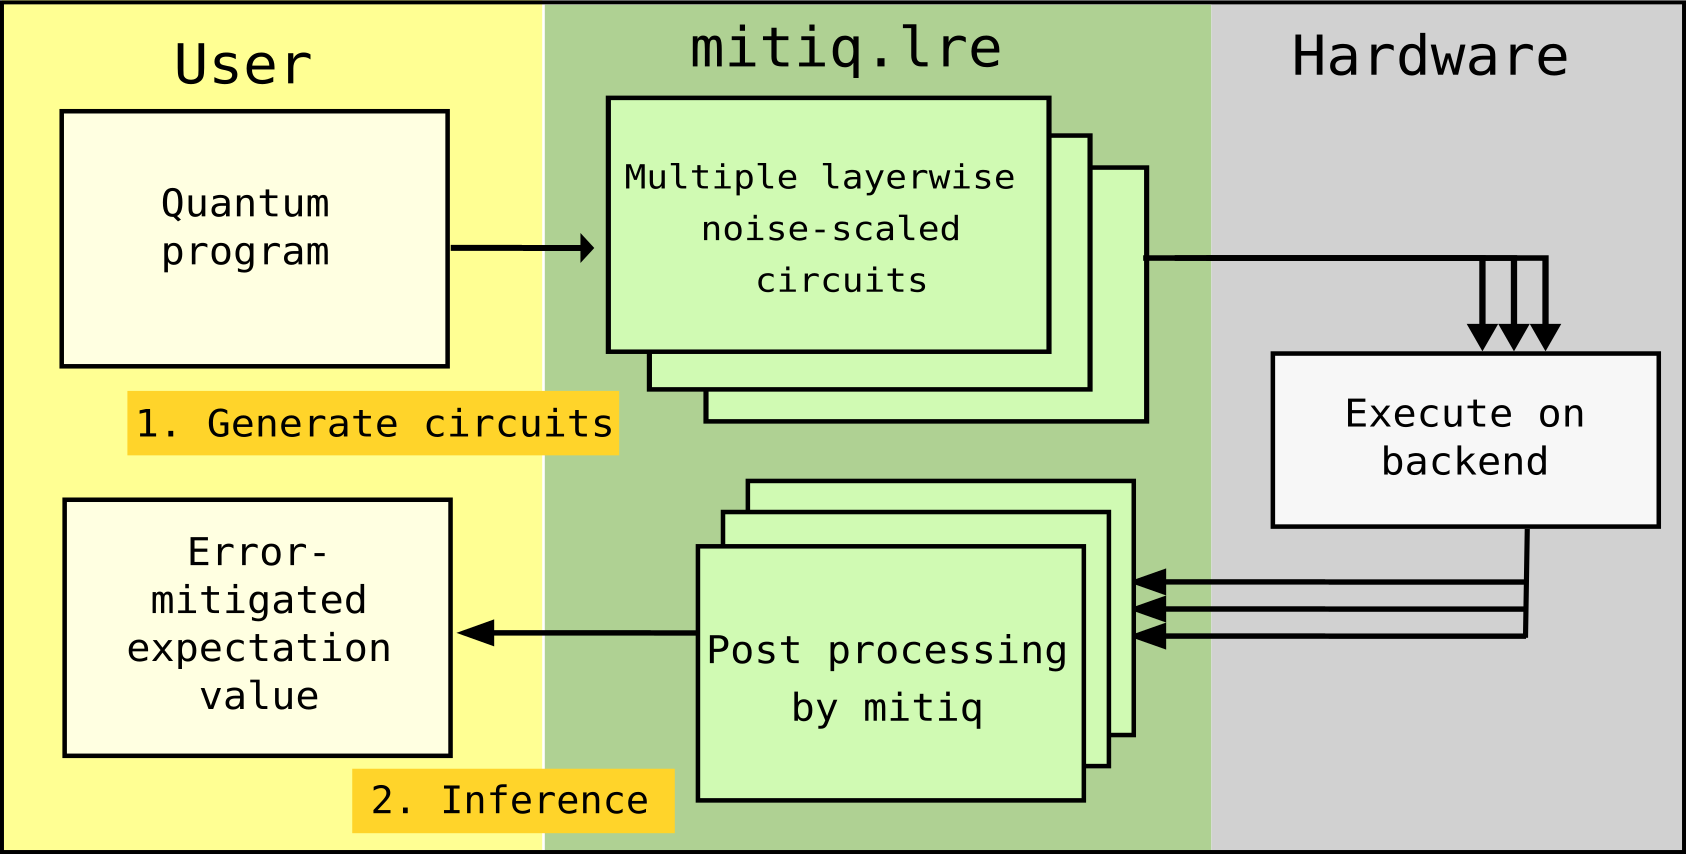 User
mitiq.lre
Hardware
Quantum
program
Multiple layerwise
noise-scaled
circuits
1. Generate circuits
Execute on
backend
Error-
mitigated
expectation
value
Post processing
by mitiq
2. Inference